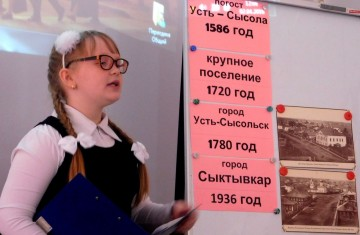 погост
Усть – Сысола
1586 год
крупное
поселение
1720 год
город
Усть-Сысольск
1780 год
город
Сыктывкар
1936 год